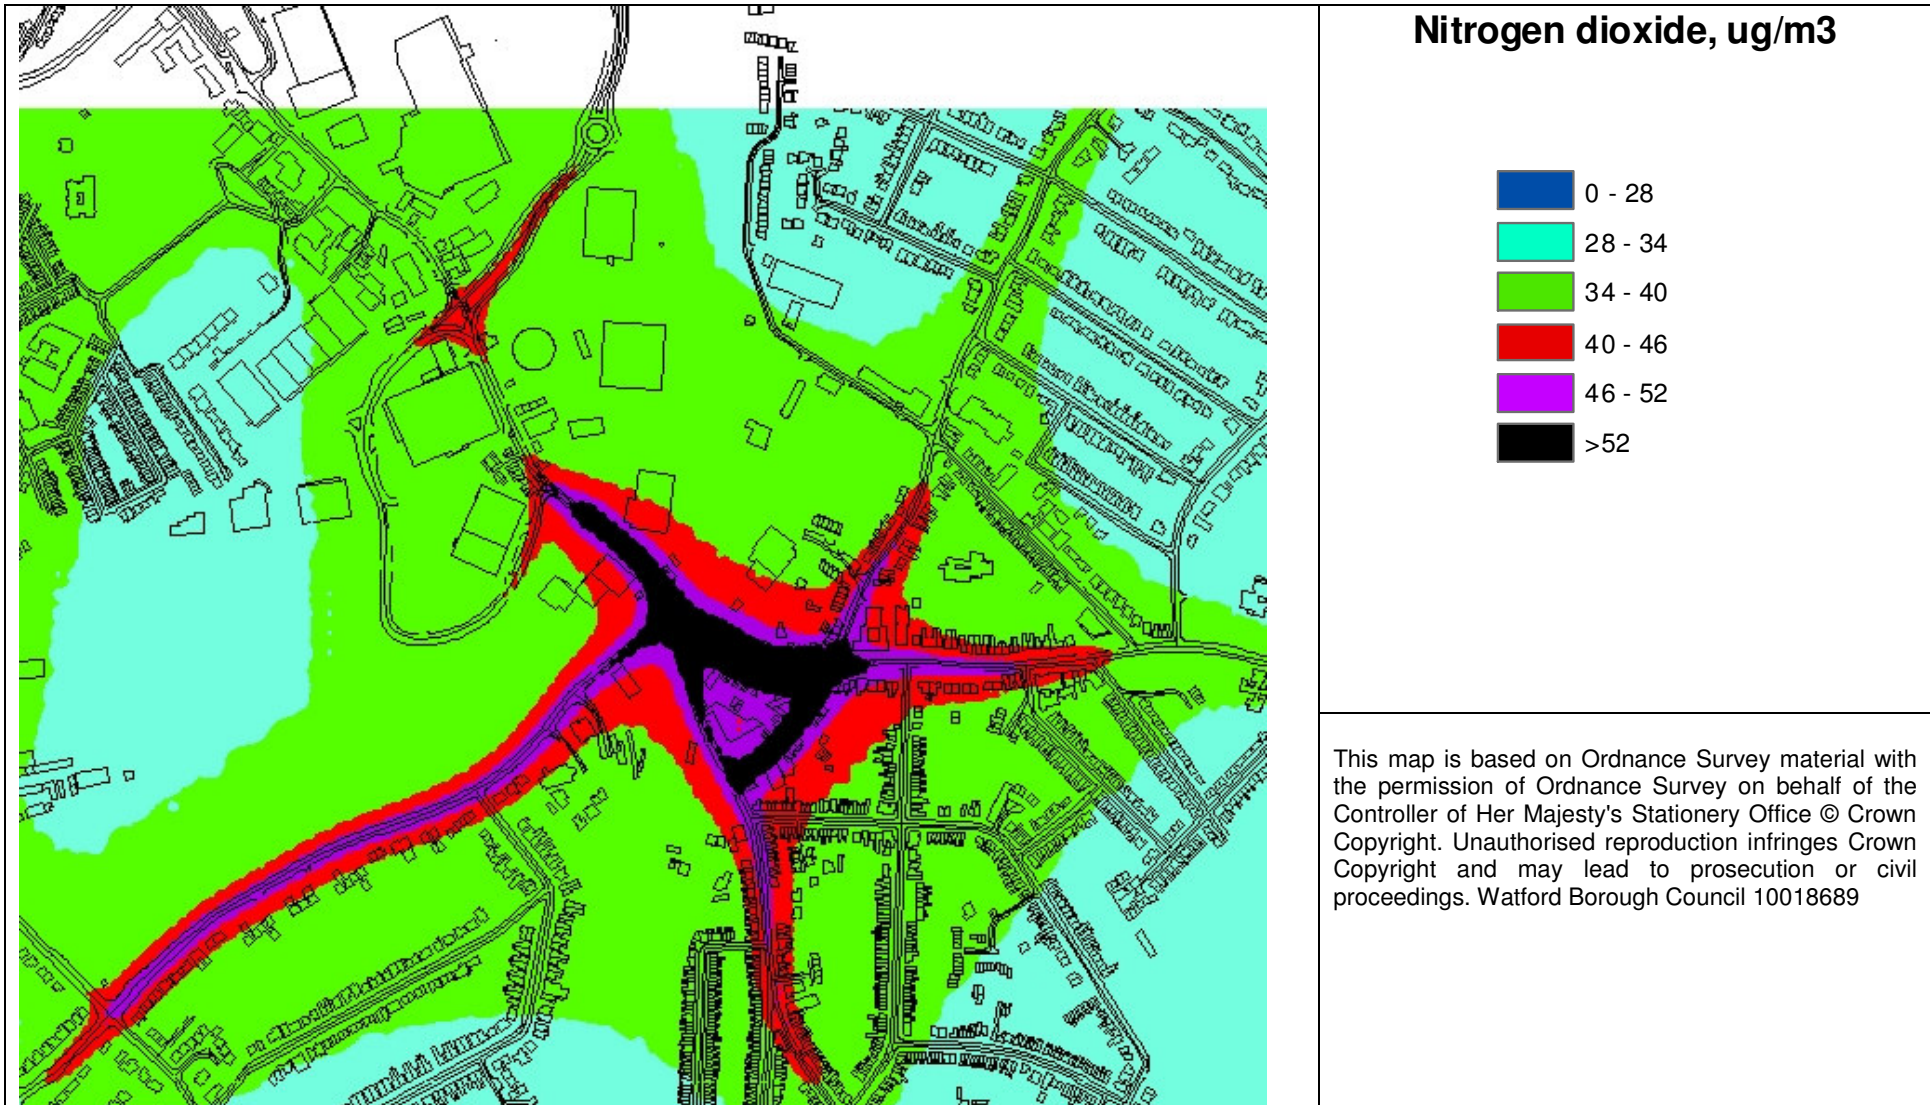 Nitrogen dioxide, ug/m3
0 - 28
28 - 34
34 - 40
40 - 46
46 - 52
>52
This map is based on Ordnance Survey material with
the permission of Ordnance Survey on behalf of the
Controller of Her Majesty's Stationery Office © Crown
Copyright. Unauthorised reproduction infringes Crown
Copyright and may lead to prosecution or civil
proceedings. Watford Borough Council 10018689